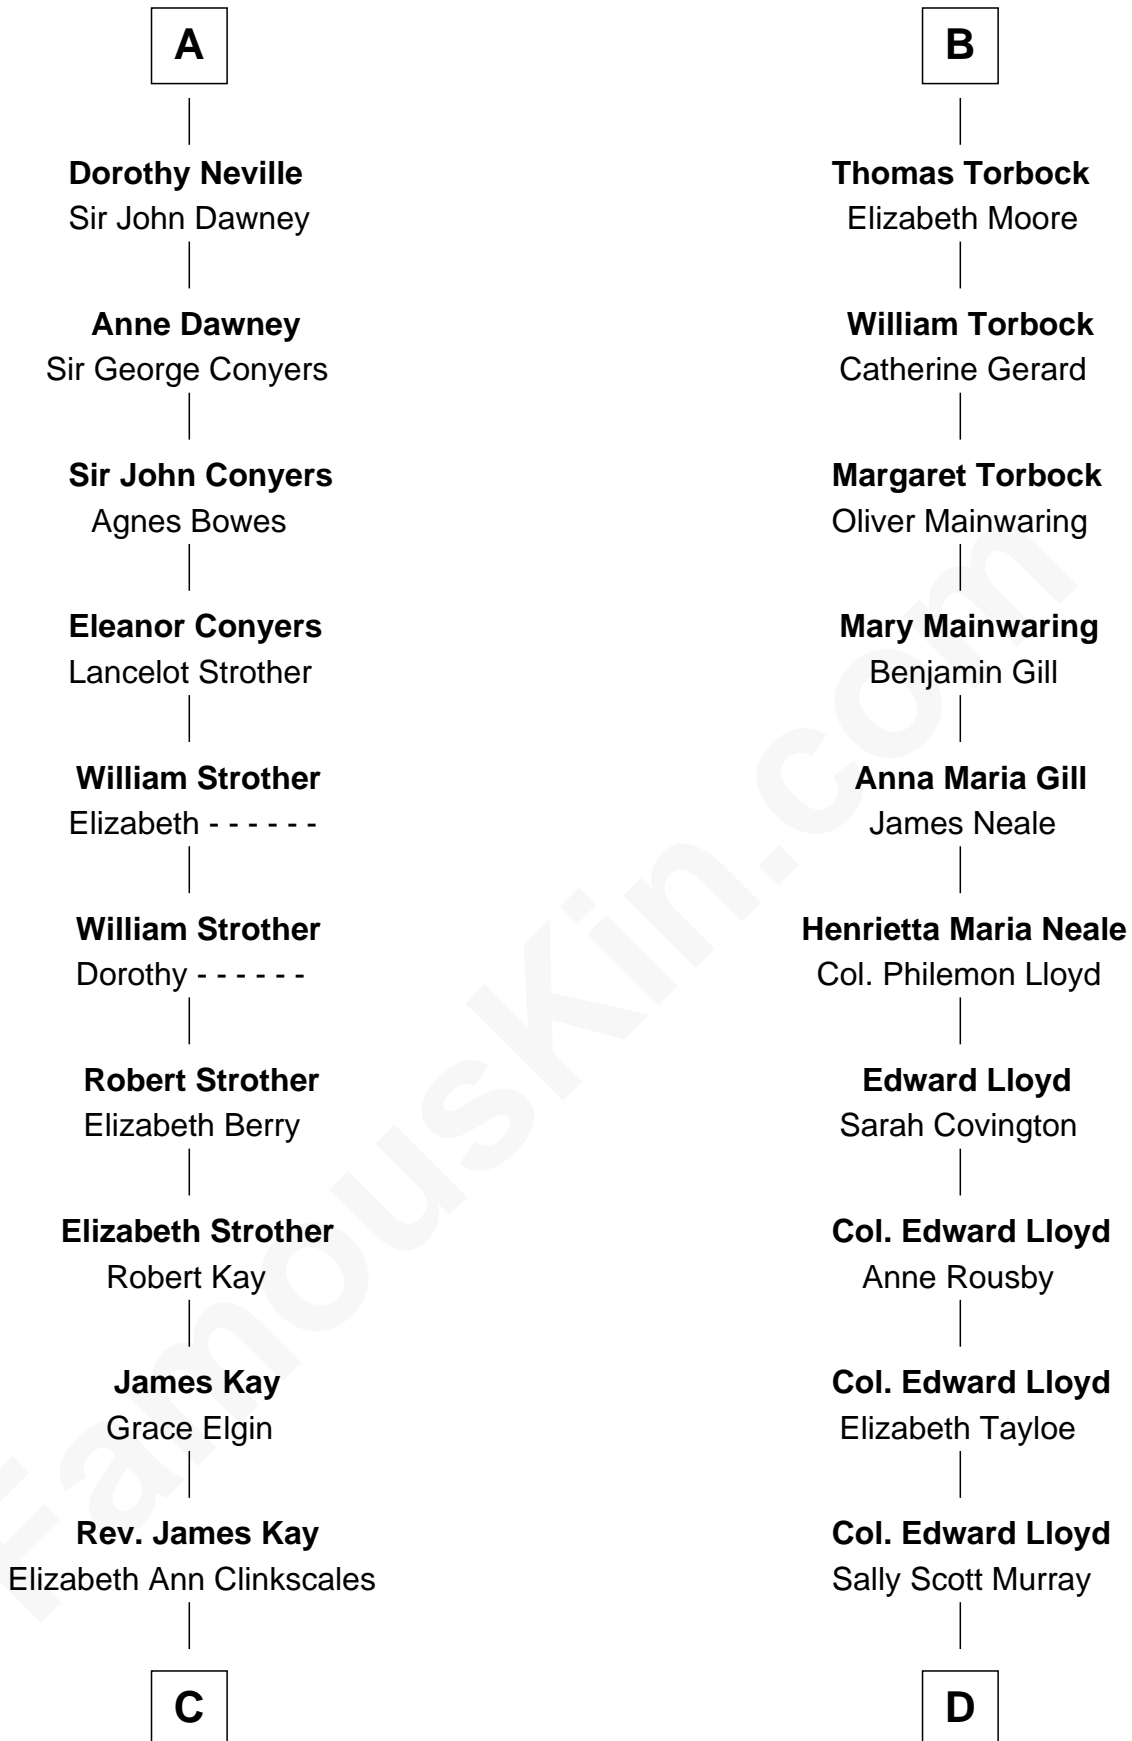 A
Dorothy Neville
Sir John Dawney
Anne Dawney
Sir George Conyers
Sir John Conyers
Agnes Bowes
Eleanor Conyers
Lancelot Strother
William Strother
Elizabeth - - - - - -
William Strother
Dorothy - - - - - -
Robert Strother
Elizabeth Berry
Elizabeth Strother
Robert Kay
James Kay
Grace Elgin
Rev. James Kay
Elizabeth Ann Clinkscales
C
B
Thomas Torbock
Elizabeth Moore
William Torbock
Catherine Gerard
Margaret Torbock
Oliver Mainwaring
Mary Mainwaring
Benjamin Gill
Anna Maria Gill
James Neale
Henrietta Maria Neale
Col. Philemon Lloyd
Edward Lloyd
Sarah Covington
Col. Edward Lloyd
Anne Rousby
Col. Edward Lloyd
Elizabeth Tayloe
Col. Edward Lloyd
Sally Scott Murray
D
FamousKin.com